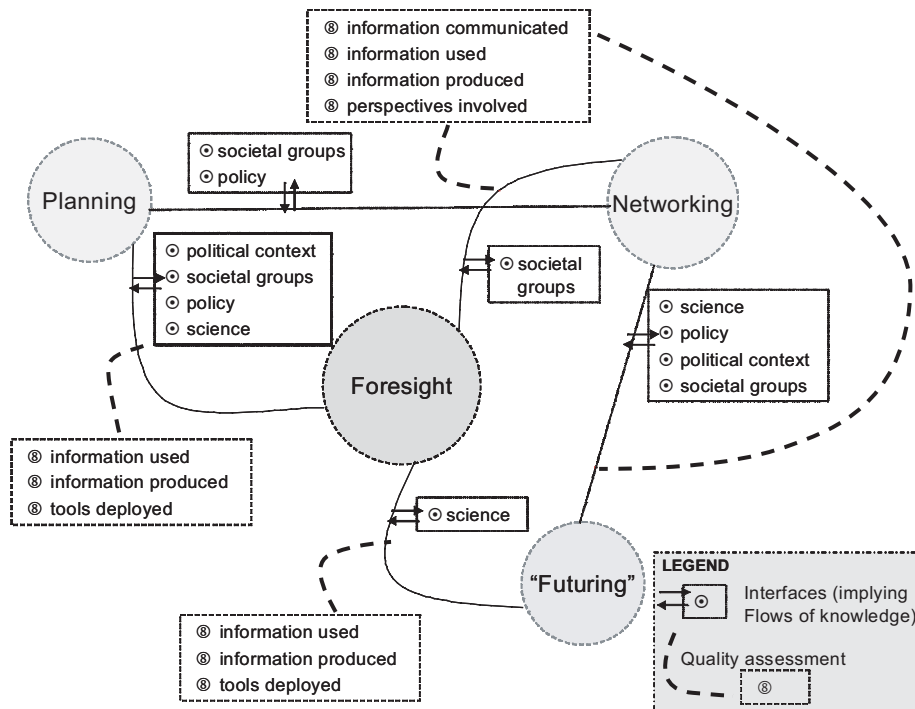 ⑧ information communicated
⑧ information used
⑧ information produced
⑧ perspectives involved
⊙ societal groups
⊙ policy
Planning
Networking
⊙ political context
⊙ societal groups
⊙ policy
⊙ science
⊙ societal
groups
⊙ science
⊙ policy
⊙ political context
⊙ societal groups
Foresight
⑧ information used
⑧ information produced
⑧ tools deployed
⊙ science
"Futuring"
⑧ information used
⑧ information produced
⑧ tools deployed
LEGEND
⊙ Interfaces (implying
Flows of knowledge)
Quality assessment
⑧